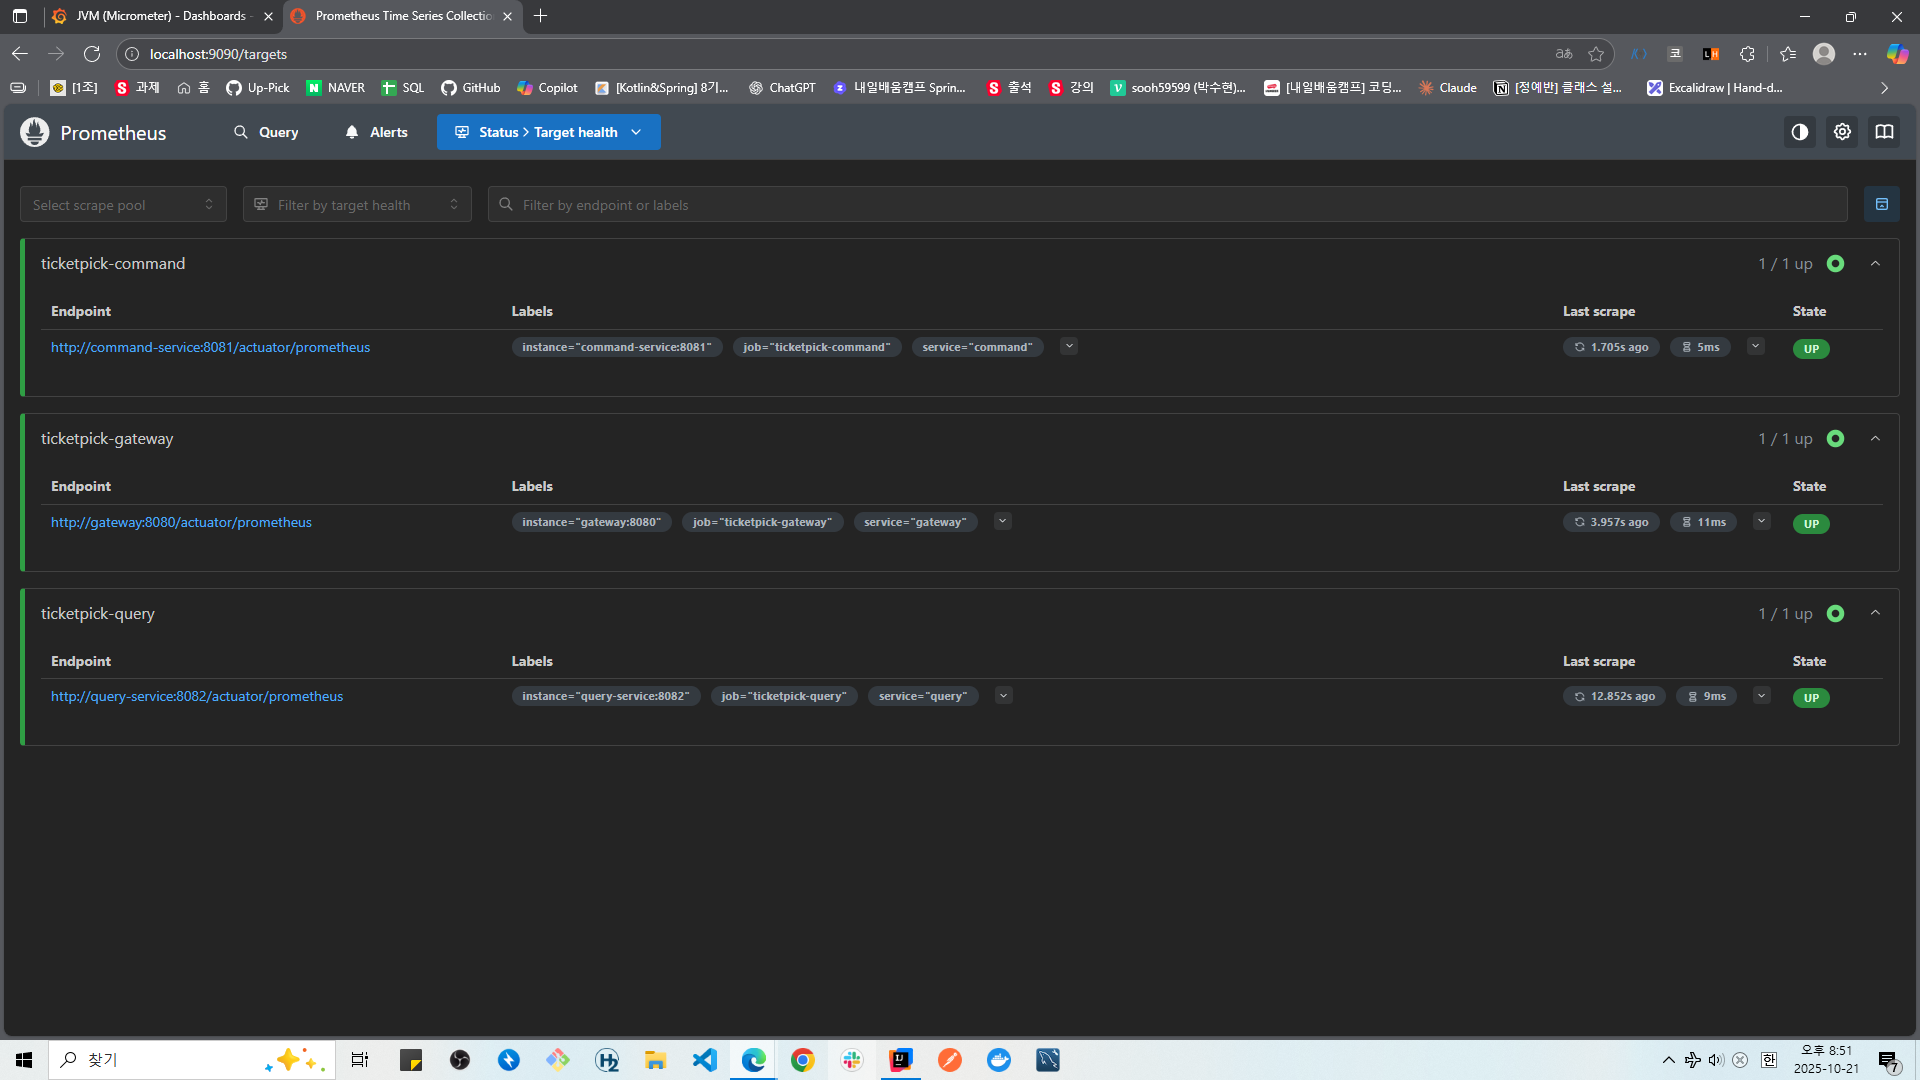 JVM (Micrometer) - Dashboards -
Prometheus Time Series Collectio
localhost:9090/targets
[1조]
과제
홈
Up-Pick
NAVER
SQL
GitHub
Copilot
[Kotlin&Spring] 8기...
ChatGPT
내일배움캠프 Sprin...
출석
강의
sooh59599 (박수현)...
[내일배움캠프] 코딩...
Claude
[정예반] 클래스 설...
Excalidraw | Hand-d...
Prometheus
Query
Alerts
Status > Target health
Select scrape pool
Filter by target health
Filter by endpoint or labels
ticketpick-command
1 / 1 up
Endpoint Labels Last scrape State
http://command-service:8081/actuator/prometheus instance="command-service:8081" job="ticketpick-command" service="command" 1.705s ago 5ms UP
ticketpick-gateway
1 / 1 up
Endpoint Labels Last scrape State
http://gateway:8080/actuator/prometheus instance="gateway:8080" job="ticketpick-gateway" service="gateway" 3.957s ago 11ms UP
ticketpick-query
1 / 1 up
Endpoint Labels Last scrape State
http://query-service:8082/actuator/prometheus instance="query-service:8082" job="ticketpick-query" service="query" 12.852s ago 9ms UP
찾기
한
오후 8:51
2025-10-21
7